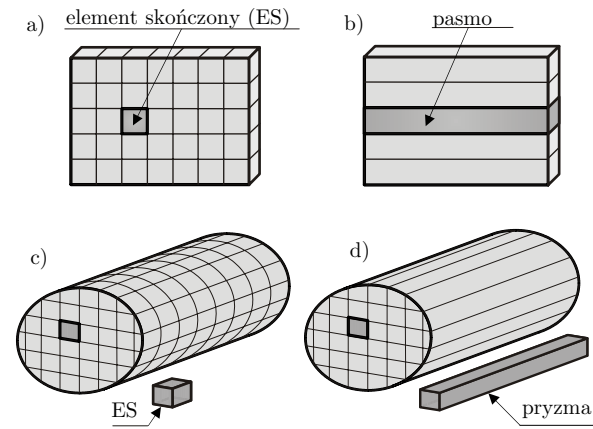 a)
element skończony (ES)
b)
pasmo
c)
d)
ES
pryzma